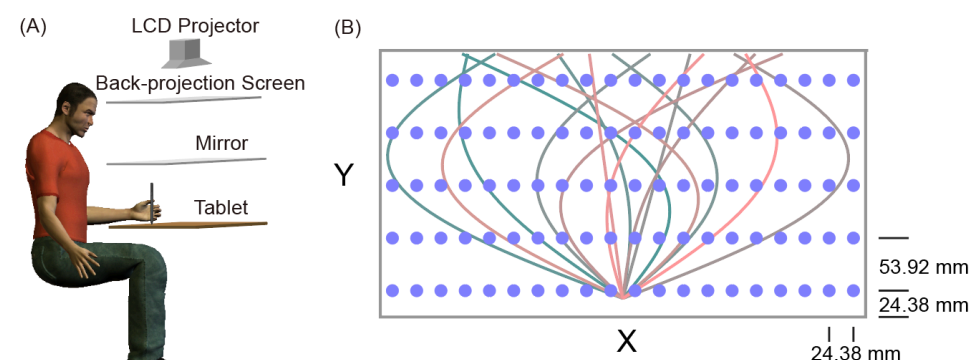 (A)
LCD Projector
Back-projection Screen
Mirror
Tablet
(B)
Y
X
53.92 mm
24.38 mm
24.38 mm